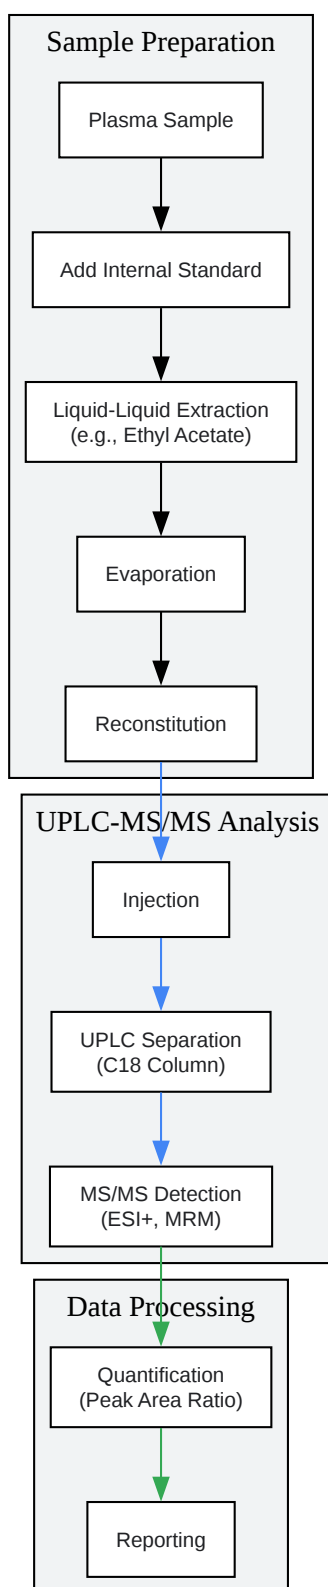 Sample Preparation
Plasma Sample
Add Internal Standard
Liquid-Liquid Extraction
(e.g., Ethyl Acetate)
Evaporation
Reconstitution
UPLC-MS/MS Analysis
Injection
UPLC Separation
(C18 Column)
MS/MS Detection
(ESI+, MRM)
Data Processing
Quantification
(Peak Area Ratio)
Reporting